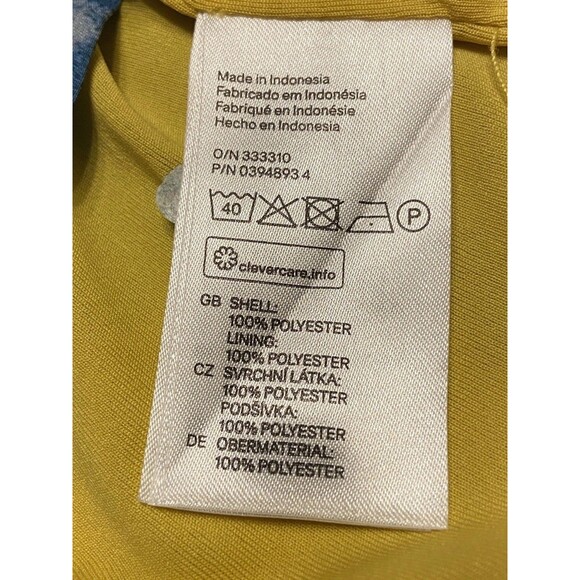 Made in Indonesia
Fabricado em Indonésia
Fabriqué en Indonésie
Hecho en Indonesia
O/N 333310
P/N 0394893 4
40 P
clevercare.info
GB SHELL:
100% POLYESTER
LINING:
100% POLYESTER
CZ SVRCHNÍ LÁTKA:
100% POLYESTER
PODŠÍVKA:
100% POLYESTER
DE OBERMATERIAL:
100% POLYESTER